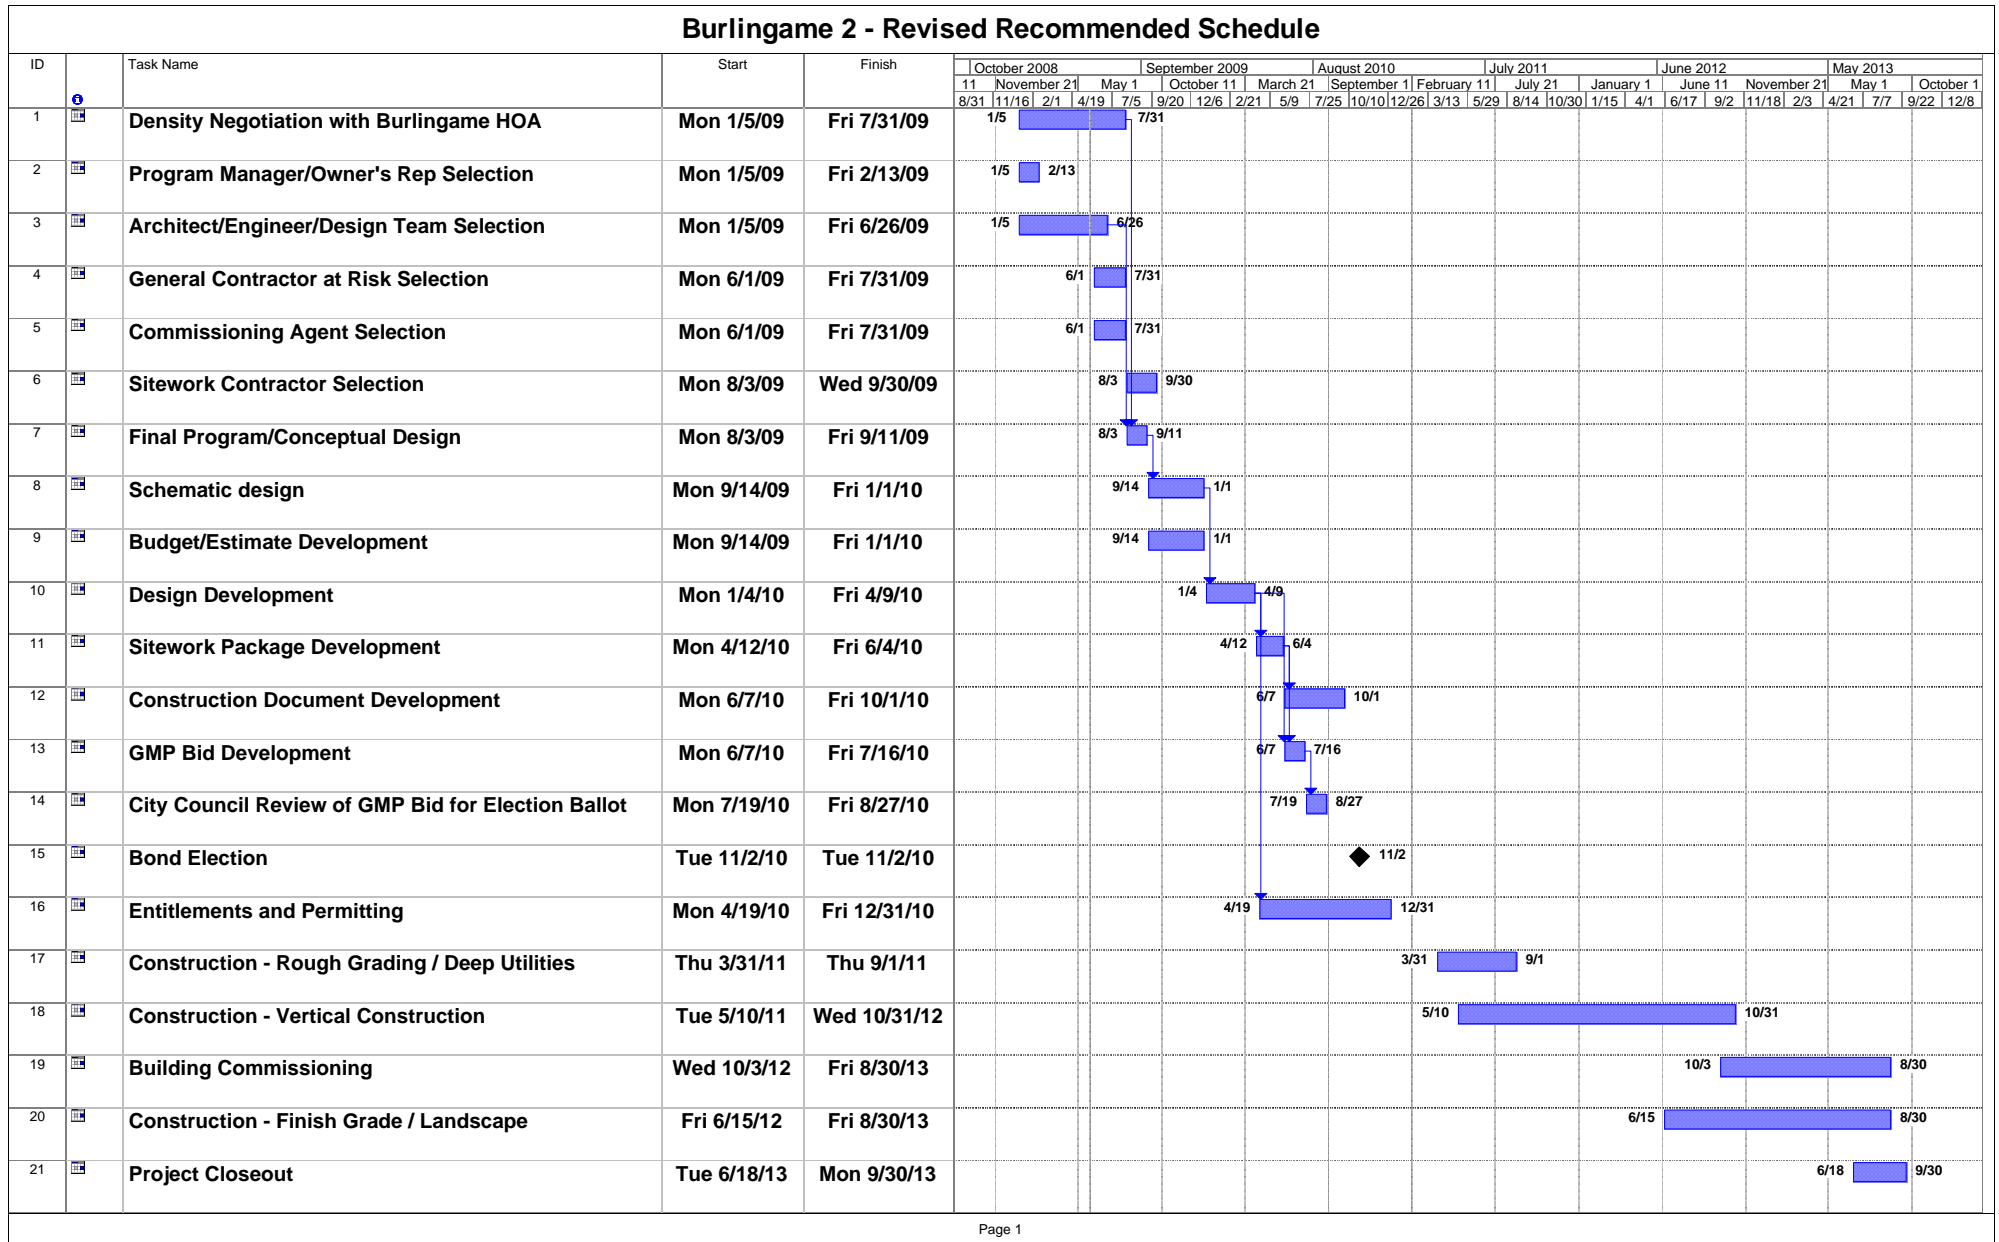 Burlingame 2 - Revised Recommended Schedule
ID Task Name Start Finish
October 2008 September 2009 August 2010 July 2011 June 2012 May 2013
11 November 21 May 1 October 11 March 21 September 1 February 11 July 21 January 1 June 11 November 21 May 1 October 1
8/31 11/16 2/1 4/19 7/5 9/20 12/6 2/21 5/9 7/25 10/10 12/26 3/13 5/29 8/14 10/30 1/15 4/1 6/17 9/2 11/18 2/3 4/21 7/7 9/22 12/8
1 Density Negotiation with Burlingame HOA Mon 1/5/09 Fri 7/31/09 1/5 7/31
2 Program Manager/Owner's Rep Selection Mon 1/5/09 Fri 2/13/09 1/5 2/13
3 Architect/Engineer/Design Team Selection Mon 1/5/09 Fri 6/26/09 1/5 6/26
4 General Contractor at Risk Selection Mon 6/1/09 Fri 7/31/09 6/1 7/31
5 Commissioning Agent Selection Mon 6/1/09 Fri 7/31/09 6/1 7/31
6 Sitework Contractor Selection Mon 8/3/09 Wed 9/30/09 8/3 9/30
7 Final Program/Conceptual Design Mon 8/3/09 Fri 9/11/09 8/3 9/11
8 Schematic design Mon 9/14/09 Fri 1/1/10 9/14 1/1
9 Budget/Estimate Development Mon 9/14/09 Fri 1/1/10 9/14 1/1
10 Design Development Mon 1/4/10 Fri 4/9/10 1/4 4/9
11 Sitework Package Development Mon 4/12/10 Fri 6/4/10 4/12 6/4
12 Construction Document Development Mon 6/7/10 Fri 10/1/10 6/7 10/1
13 GMP Bid Development Mon 6/7/10 Fri 7/16/10 6/7 7/16
14 City Council Review of GMP Bid for Election Ballot Mon 7/19/10 Fri 8/27/10 7/19 8/27
15 Bond Election Tue 11/2/10 Tue 11/2/10 11/2
16 Entitlements and Permitting Mon 4/19/10 Fri 12/31/10 4/19 12/31
17 Construction - Rough Grading / Deep Utilities Thu 3/31/11 Thu 9/1/11 3/31 9/1
18 Construction - Vertical Construction Tue 5/10/11 Wed 10/31/12 5/10 10/31
19 Building Commissioning Wed 10/3/12 Fri 8/30/13 10/3 8/30
20 Construction - Finish Grade / Landscape Fri 6/15/12 Fri 8/30/13 6/15 8/30
21 Project Closeout Tue 6/18/13 Mon 9/30/13 6/18 9/30
Page 1